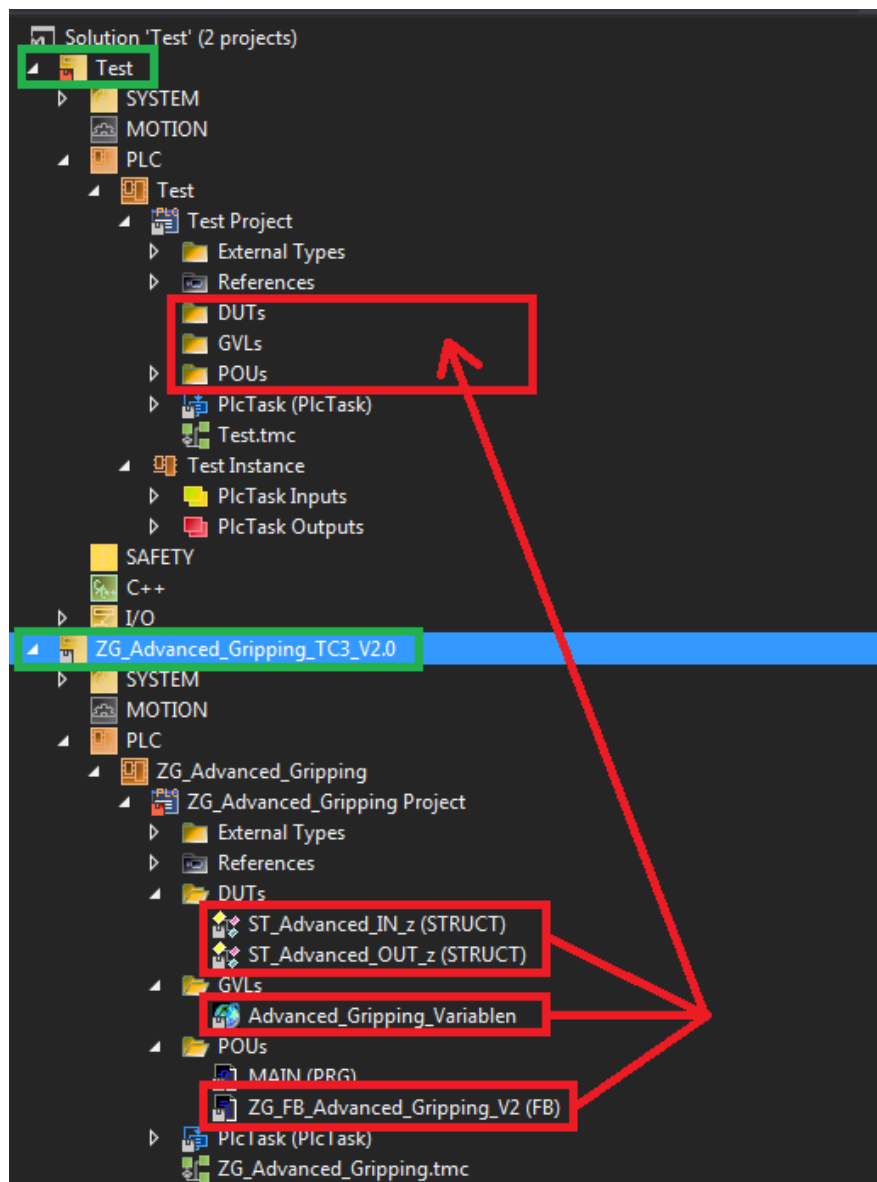 Solution 'Test' (2 projects)
Test
SYSTEM
MOTION
PLC
Test
Test Project
External Types
References
DUTs
GVLs
POUs
PlcTask (PlcTask)
Test.tmc
Test Instance
PlcTask Inputs
PlcTask Outputs
SAFETY
C++
I/O
ZG_Advanced_Gripping_TC3_V2.0
SYSTEM
MOTION
PLC
ZG_Advanced_Gripping
ZG_Advanced_Gripping Project
External Types
References
DUTs
ST_Advanced_IN_z (STRUCT)
ST_Advanced_OUT_z (STRUCT)
GVLs
Advanced_Gripping_Variablen
POUs
MAIN (PRG)
ZG_FB_Advanced_Gripping_V2 (FB)
PlcTask (PlcTask)
ZG_Advanced_Gripping.tmc